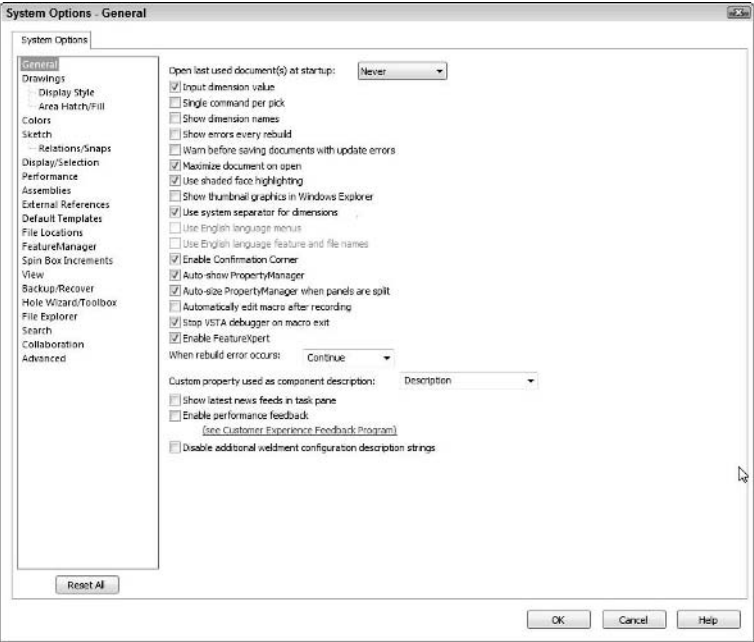 System Options - General
System Options
General
Drawings
Display Style
Area Hatch/Fill
Colors
Sketch
Relations/Snaps
Display/Selection
Performance
Assemblies
External References
Default Templates
File Locations
FeatureManager
Spin Box Increments
View
Backup/Recover
Hole Wizard/Toolbox
File Explorer
Search
Collaboration
Advanced
Reset All
Open last used document(s) at startup: Never
Input dimension value
Single command per pick
Show dimension names
Show errors every rebuild
Warn before saving documents with update errors
Maximize document on open
Use shaded face highlighting
Show thumbnail graphics in Windows Explorer
Use system separator for dimensions
Use English language menus
Use English language feature and file names
Enable Confirmation Corner
Auto-show PropertyManager
Auto-size PropertyManager when panels are split
Automatically edit macro after recording
Stop VSTA debugger on macro exit
Enable FeatureXpert
When rebuild error occurs: Continue
Custom property used as component description: Description
Show latest news feeds in task pane
Enable performance feedback
(see Customer Experience Feedback Program)
Disable additional weldment configuration description strings
OK Cancel Help